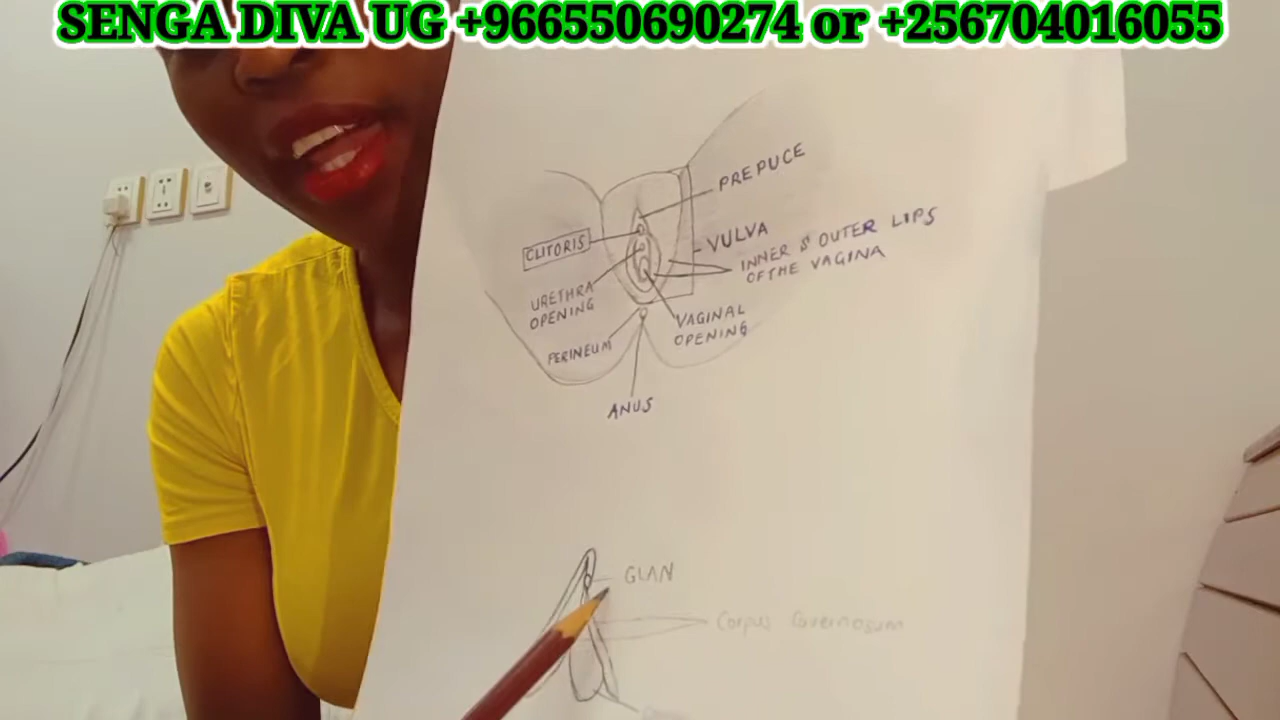 SENGA DIVA UG +966550690274 or +256704016055
PREPUCE
CLITORIS
VULVA
INNER & OUTER LIPS
OF THE VAGINA
URETHRA
OPENING
VAGINAL
OPENING
PERINEUM
ANUS
GLAN
Corpus Cavernosum